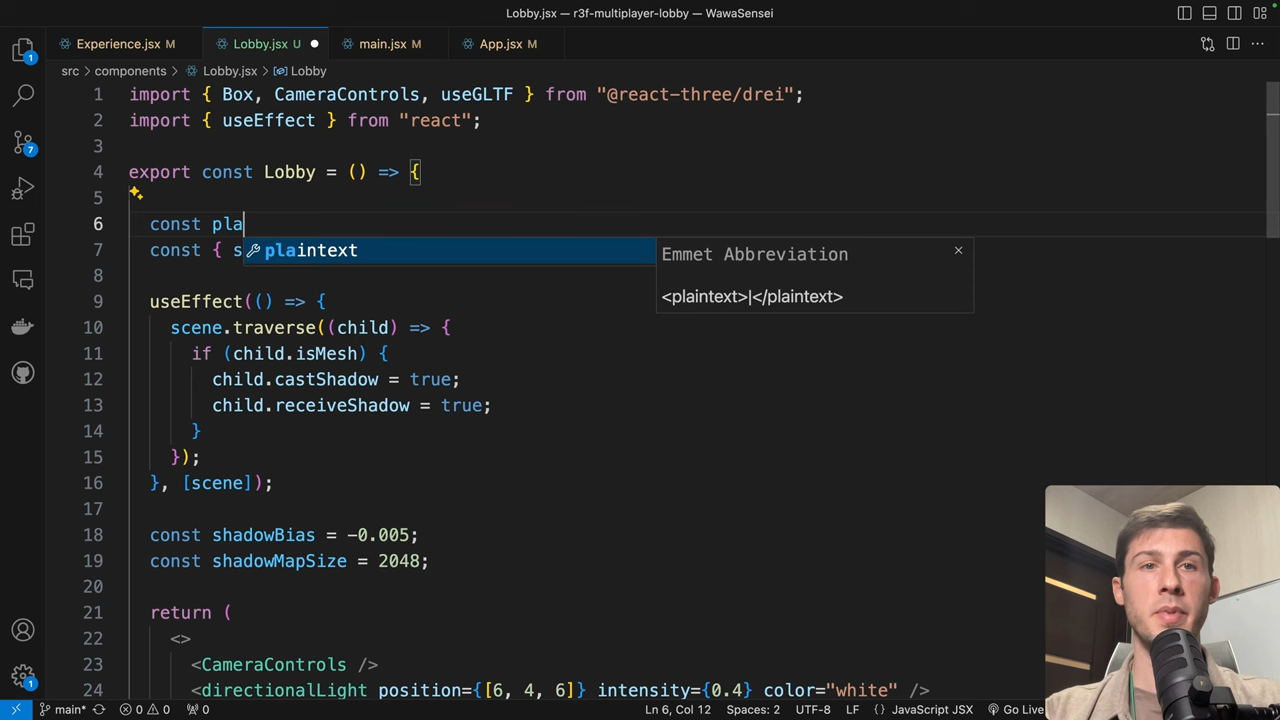 Lobby.jsx — r3f-multiplayer-lobby — WawaSensei
Experience.jsx M Lobby.jsx U main.jsx M App.jsx M
src > components > Lobby.jsx > Lobby
1 import { Box, CameraControls, useGLTF } from "@react-three/drei";
2 import { useEffect } from "react";
3
4 export const Lobby = () => {
5
6 const pla
7 const { s
plaintext
Emmet Abbreviation
<plaintext>|</plaintext>
8
9 useEffect(() => {
10 scene.traverse((child) => {
11 if (child.isMesh) {
12 child.castShadow = true;
13 child.receiveShadow = true;
14 }
15 });
16 }, [scene]);
17
18 const shadowBias = -0.005;
19 const shadowMapSize = 2048;
20
21 return (
22 <>
23 <CameraControls />
24 <directionalLight position={[6, 4, 6]} intensity={0.4} color="white" />
1
7
1
main* 0 0 0 Ln 6, Col 12 Spaces: 2 UTF-8 LF {} JavaScript JSX Go Live